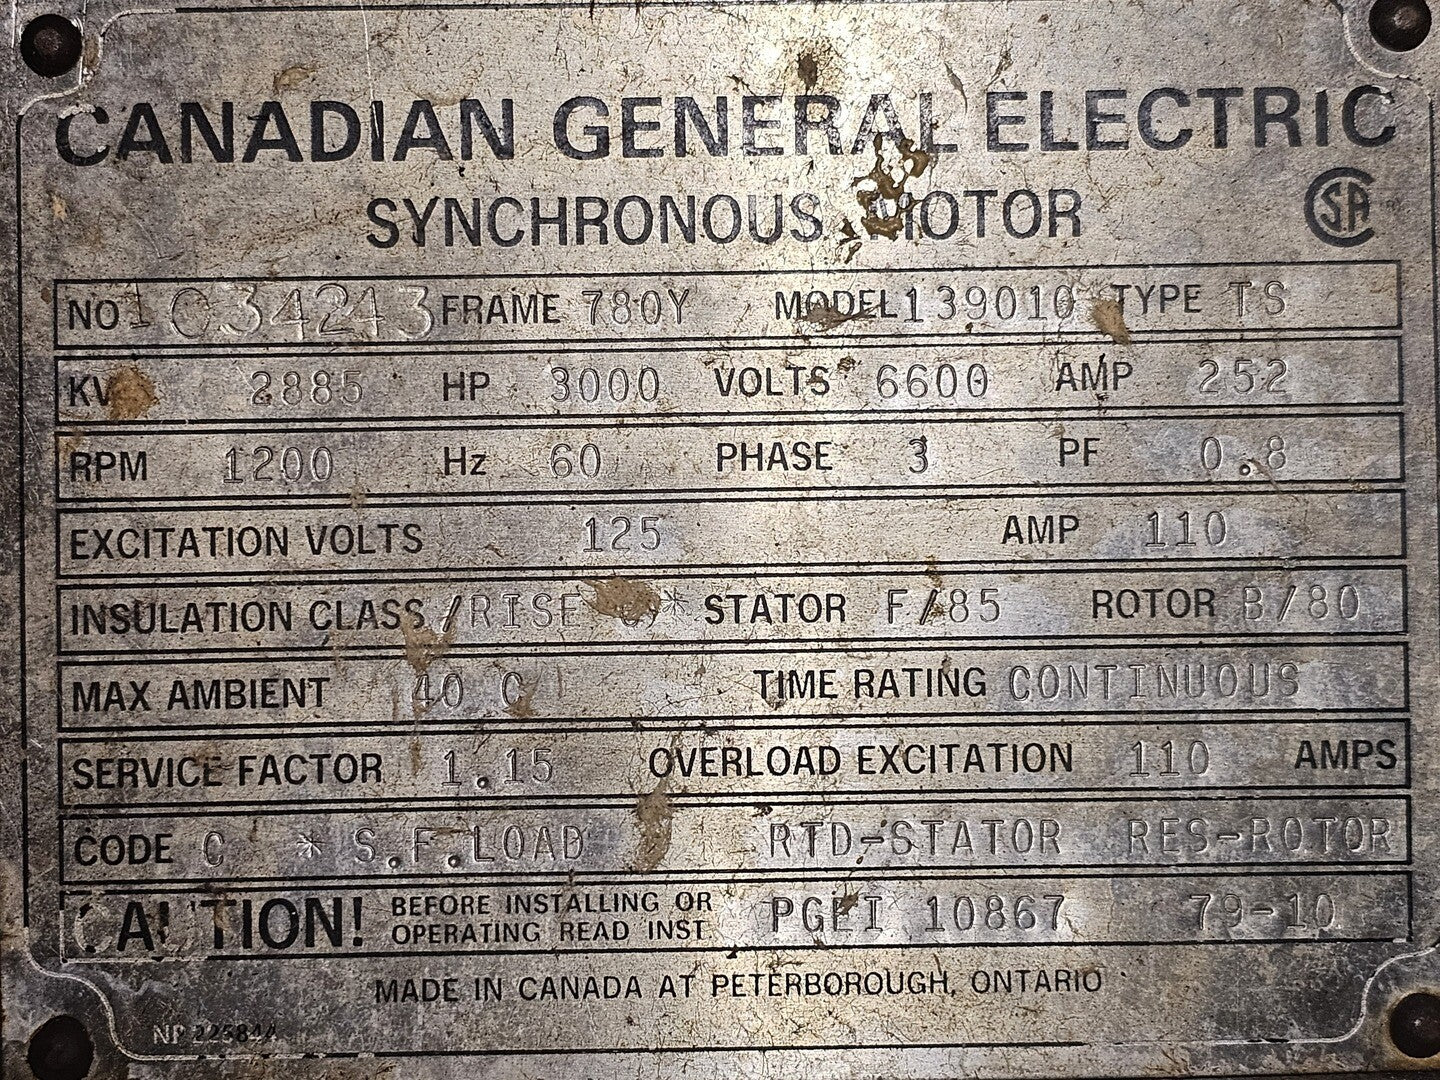 CANADIAN GENERAL ELECTRIC
SYNCHRONOUS MOTOR
CSA
NO 1034243 FRAME 780Y MODEL 139010 TYPE TS
2885 HP 3000 VOLTS 6600 AMP 252
RPM 1200 Hz 60 PHASE 3 PF 0.8
EXCITATION VOLTS 125 AMP 110
INSULATION CLASS/RISE STATOR F/85 ROTOR B/80
MAX AMBIENT 40 C TIME RATING CONTINUOUS
SERVICE FACTOR 1.15 OVERLOAD EXCITATION 110 AMPS
CODE C * S.F.LOAD RTD-STATOR RES-ROTOR
CAUTION! BEFORE INSTALLING OR
OPERATING READ INST PGEI 10867 79-10
MADE IN CANADA AT PETERBOROUGH, ONTARIO
NP 22584A